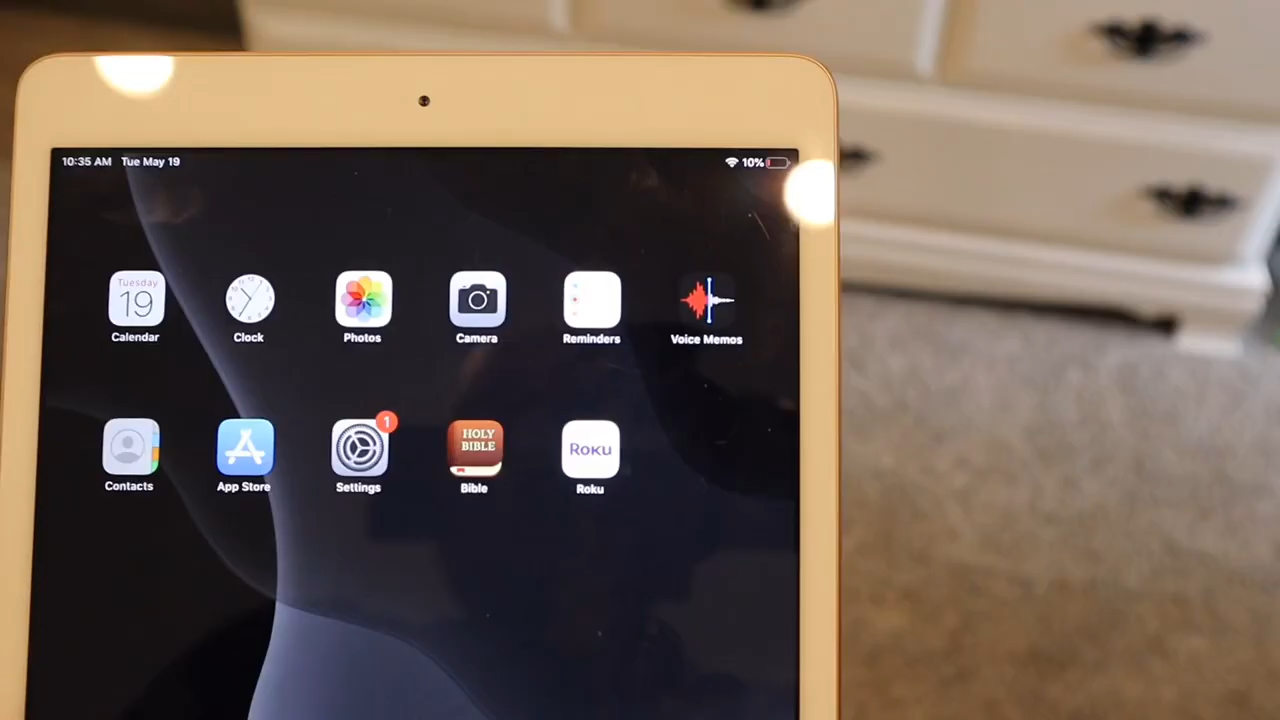 10:35 AM Tue May 19 10%
Tuesday
19
Calendar Clock Photos Camera Reminders Voice Memos
1
HOLY
BIBLE
Roku
Contacts App Store Settings Bible Roku